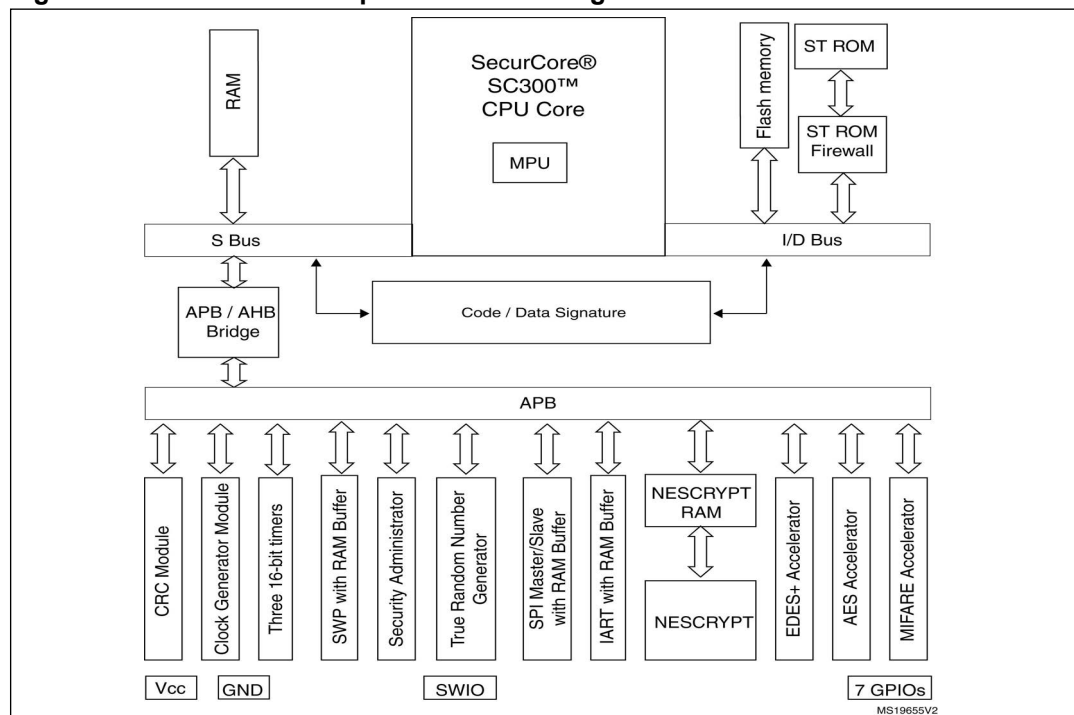 RAM
SecurCore®
SC300™
CPU Core
MPU
Flash memory
ST ROM
ST ROM
Firewall
S Bus
I/D Bus
APB / AHB
Bridge
Code / Data Signature
APB
CRC Module
Clock Generator Module
Three 16-bit timers
SWP with RAM Buffer
Security Administrator
True Random Number
Generator
SPI Master/Slave
with RAM Buffer
IART with RAM Buffer
NESCRYPT
RAM
NESCRYPT
EDES+ Accelerator
AES Accelerator
MIFARE Accelerator
Vcc
GND
SWIO
7 GPIOs
MS19655V2